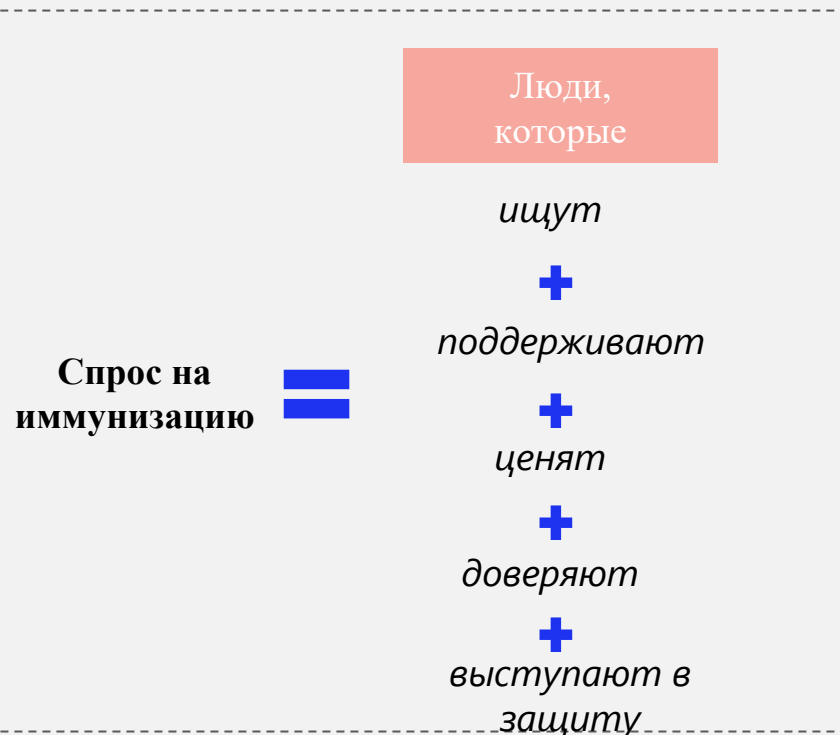 Люди,
которые
ищут
поддерживают
Спрос на
иммунизацию
ценят
доверяют
выступают в
защиту